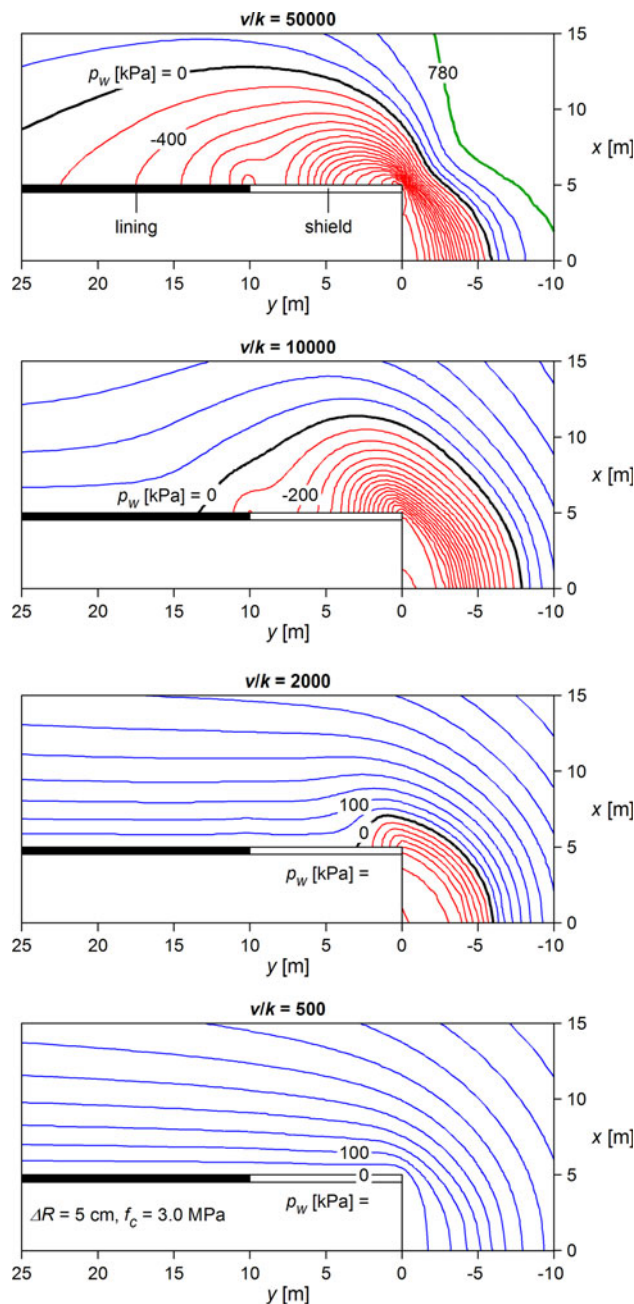 v/k = 50000
p_w [kPa] = 0
780
-400
lining
shield
15
10
x [m]
5
0
25 20 15 10 5 0 -5 -10
y [m]
v/k = 10000
p_w [kPa] = 0
-200
15
10
x [m]
5
0
25 20 15 10 5 0 -5 -10
y [m]
v/k = 2000
100
0
p_w [kPa] =
15
10
x [m]
5
0
25 20 15 10 5 0 -5 -10
y [m]
v/k = 500
100
0
p_w [kPa] =
ΔR = 5 cm, f_c = 3.0 MPa
15
10
x [m]
5
0
25 20 15 10 5 0 -5 -10
y [m]